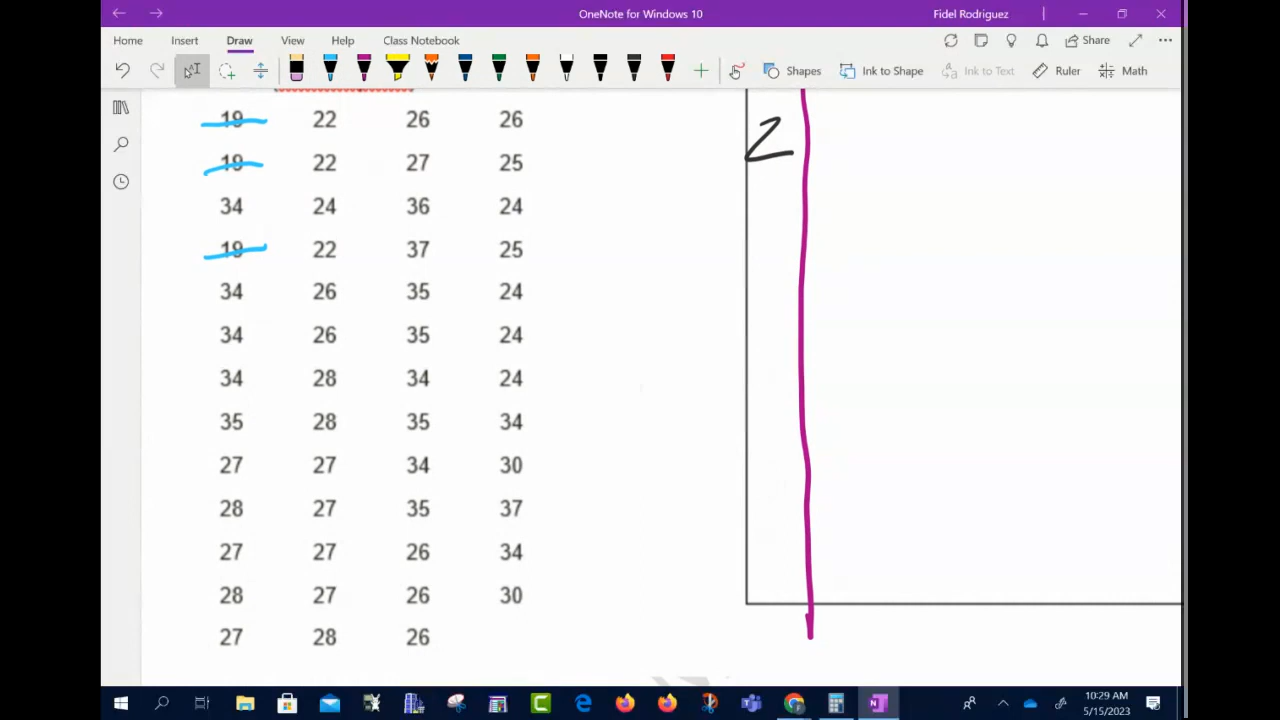 OneNote for Windows 10
Fidel Rodriguez
Home Insert Draw View Help Class Notebook
Share
Shapes Ink to Shape Ink to Text Ruler Math
19 22 26 26
19 22 27 25
34 24 36 24
19 22 37 25
34 26 35 24
34 26 35 24
34 28 34 24
35 28 35 34
27 27 34 30
28 27 35 37
27 27 26 34
28 27 26 30
27 28 26
2
10:29 AM
5/15/2023